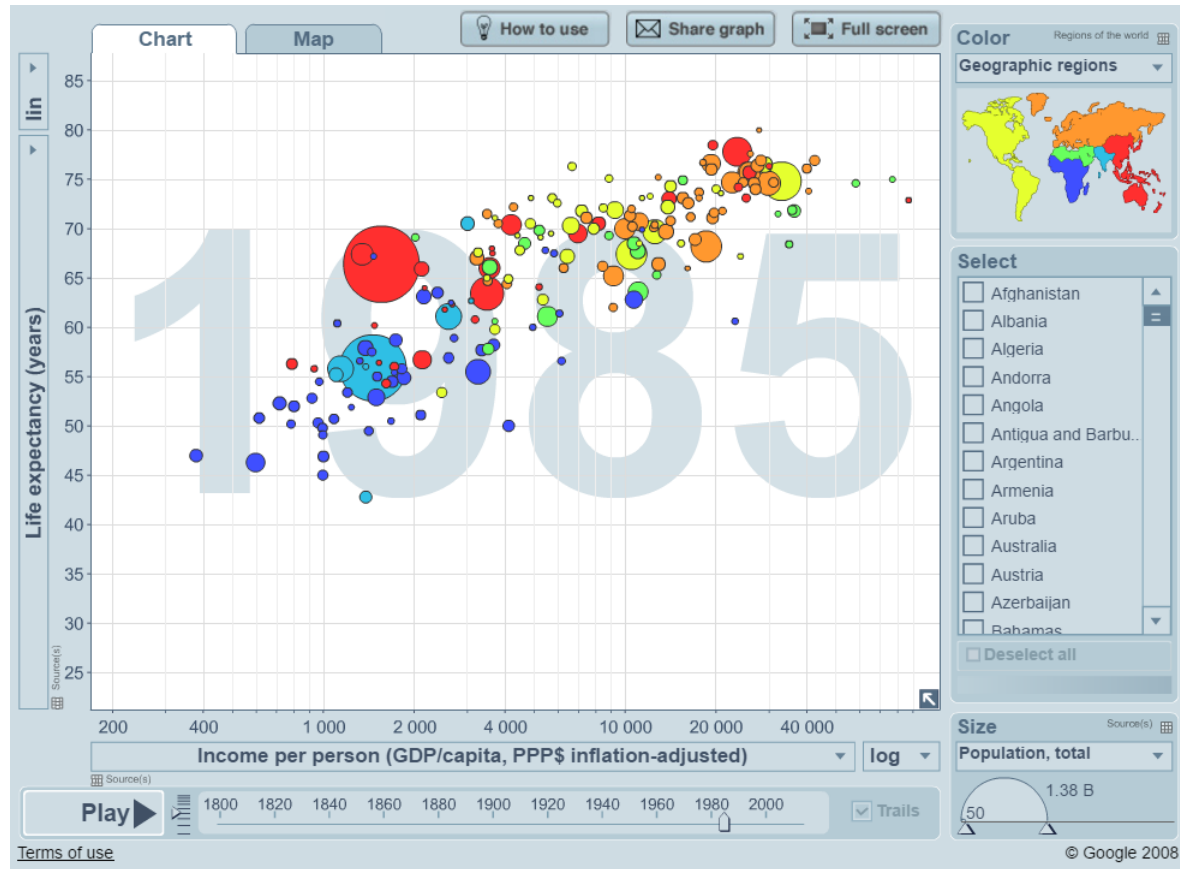 Chart
Map
How to use
Share graph
Full screen
Color
Regions of the world
Geographic regions
lin
Life expectancy (years)
Source(s)
85
80
75
70
65
60
55
50
45
40
35
30
25
1985
200
400
1 000
2 000
4 000
10 000
20 000
40 000
Income per person (GDP/capita, PPP$ inflation-adjusted)
log
Source(s)
Select
Afghanistan
Albania
Algeria
Andorra
Angola
Antigua and Barbu..
Argentina
Armenia
Aruba
Australia
Austria
Azerbaijan
Bahamas
Deselect all
Size
Source(s)
Population, total
1.38 B
50
Play
1800 1820 1840 1860 1880 1900 1920 1940 1960 1980 2000
Trails
Terms of use
© Google 2008